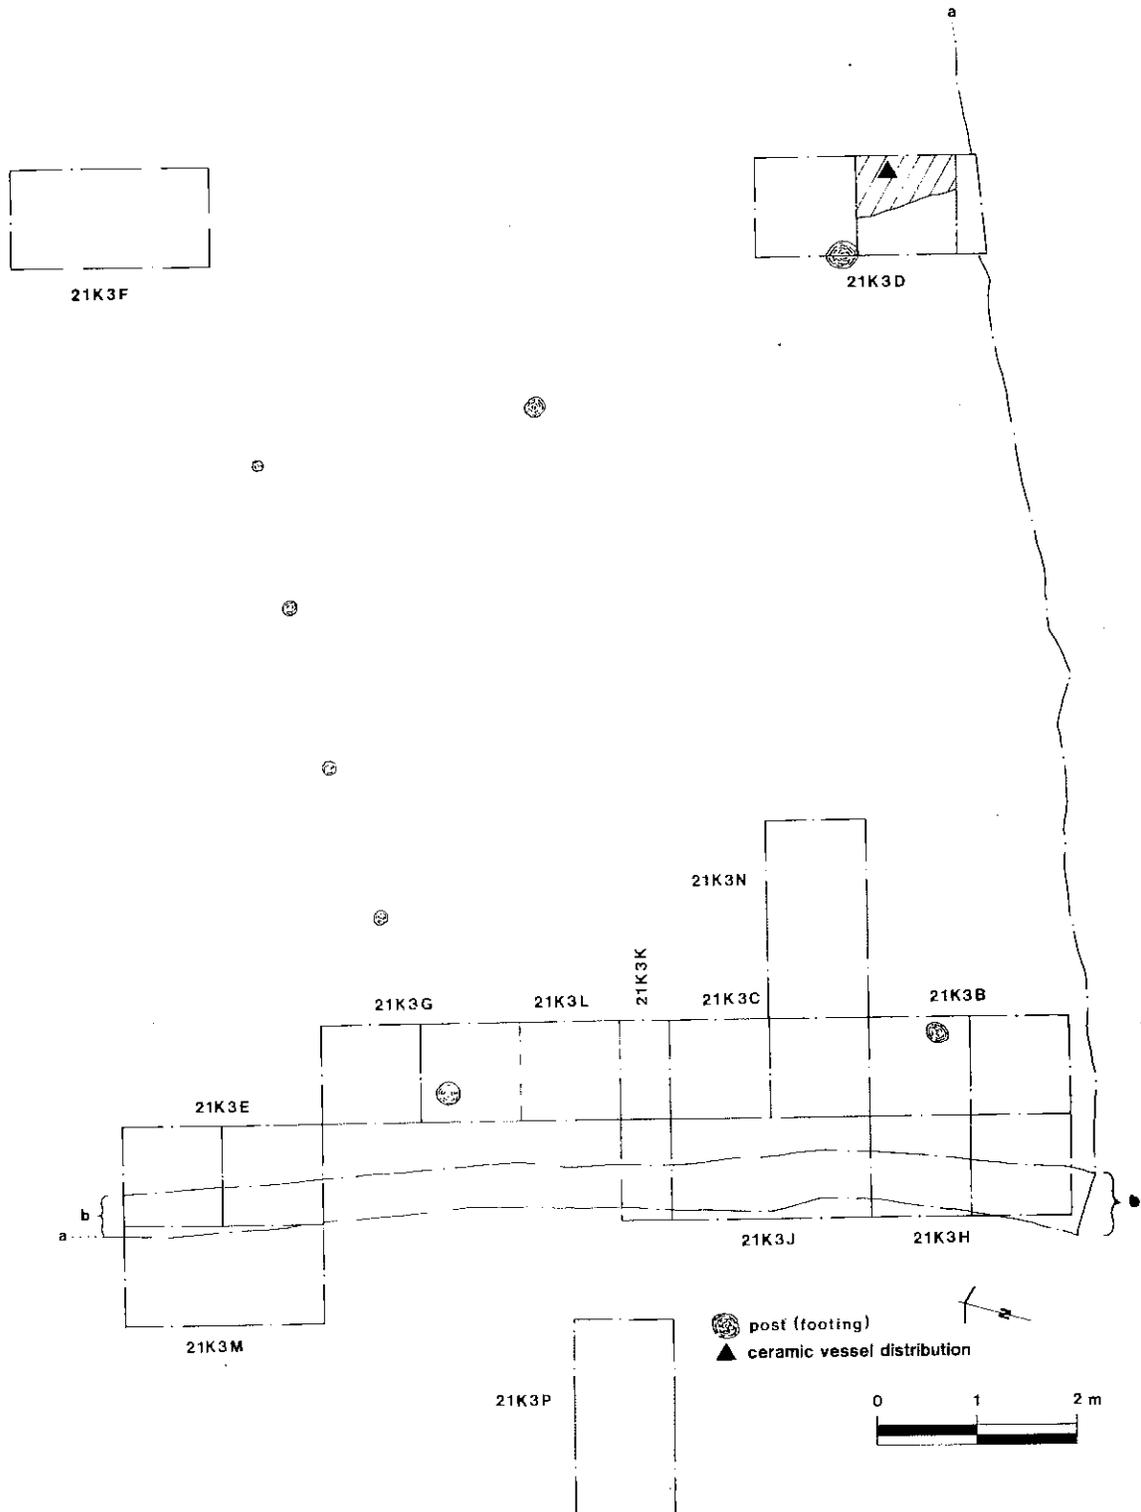 a
21K3F
21K3D
21K3N
21K3K
21K3G
21K3L
21K3C
21K3B
21K3E
b
b
a
21K3J
21K3H
N
post (footing)
21K3M
ceramic vessel distribution
21K3P
0 1 2 m